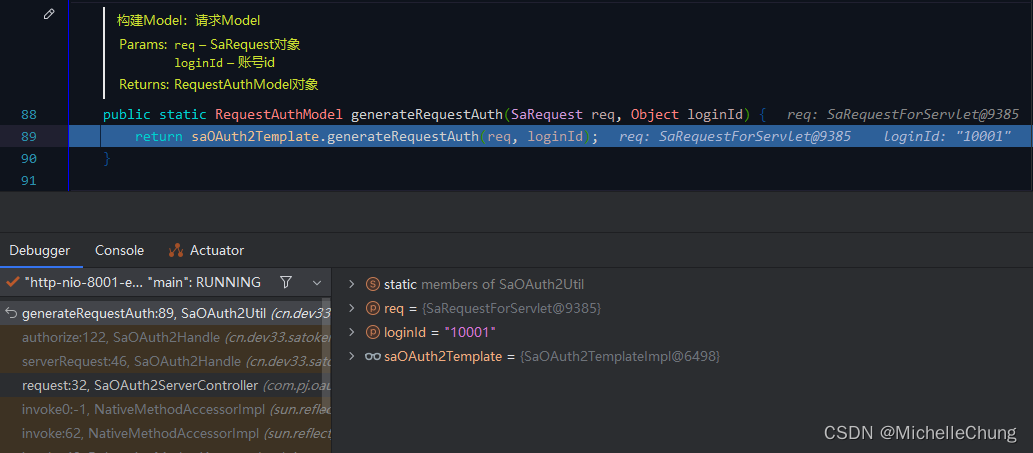 构建Model：请求Model
Params: req – SaRequest对象
loginId – 账号id
Returns: RequestAuthModel对象
88 public static RequestAuthModel generateRequestAuth(SaRequest req, Object loginId) { req: SaRequestForServlet@9385
89 return saOAuth2Template.generateRequestAuth(req, loginId); req: SaRequestForServlet@9385 loginId: "10001"
90 }
91
Debugger Console Actuator
"http-nio-8001-e... "main": RUNNING
generateRequestAuth:89, SaOAuth2Util (cn.dev33.
authorize:122, SaOAuth2Handle (cn.dev33.satoken
serverRequest:46, SaOAuth2Handle (cn.dev33.sato
request:32, SaOAuth2ServerController (com.pj.oau
invoke0:-1, NativeMethodAccessorImpl (sun.reflec
invoke:62, NativeMethodAccessorImpl (sun.reflect
static members of SaOAuth2Util
req = {SaRequestForServlet@9385}
loginId = "10001"
saOAuth2Template = {SaOAuth2TemplateImpl@6498}
CSDN @MichelleChung